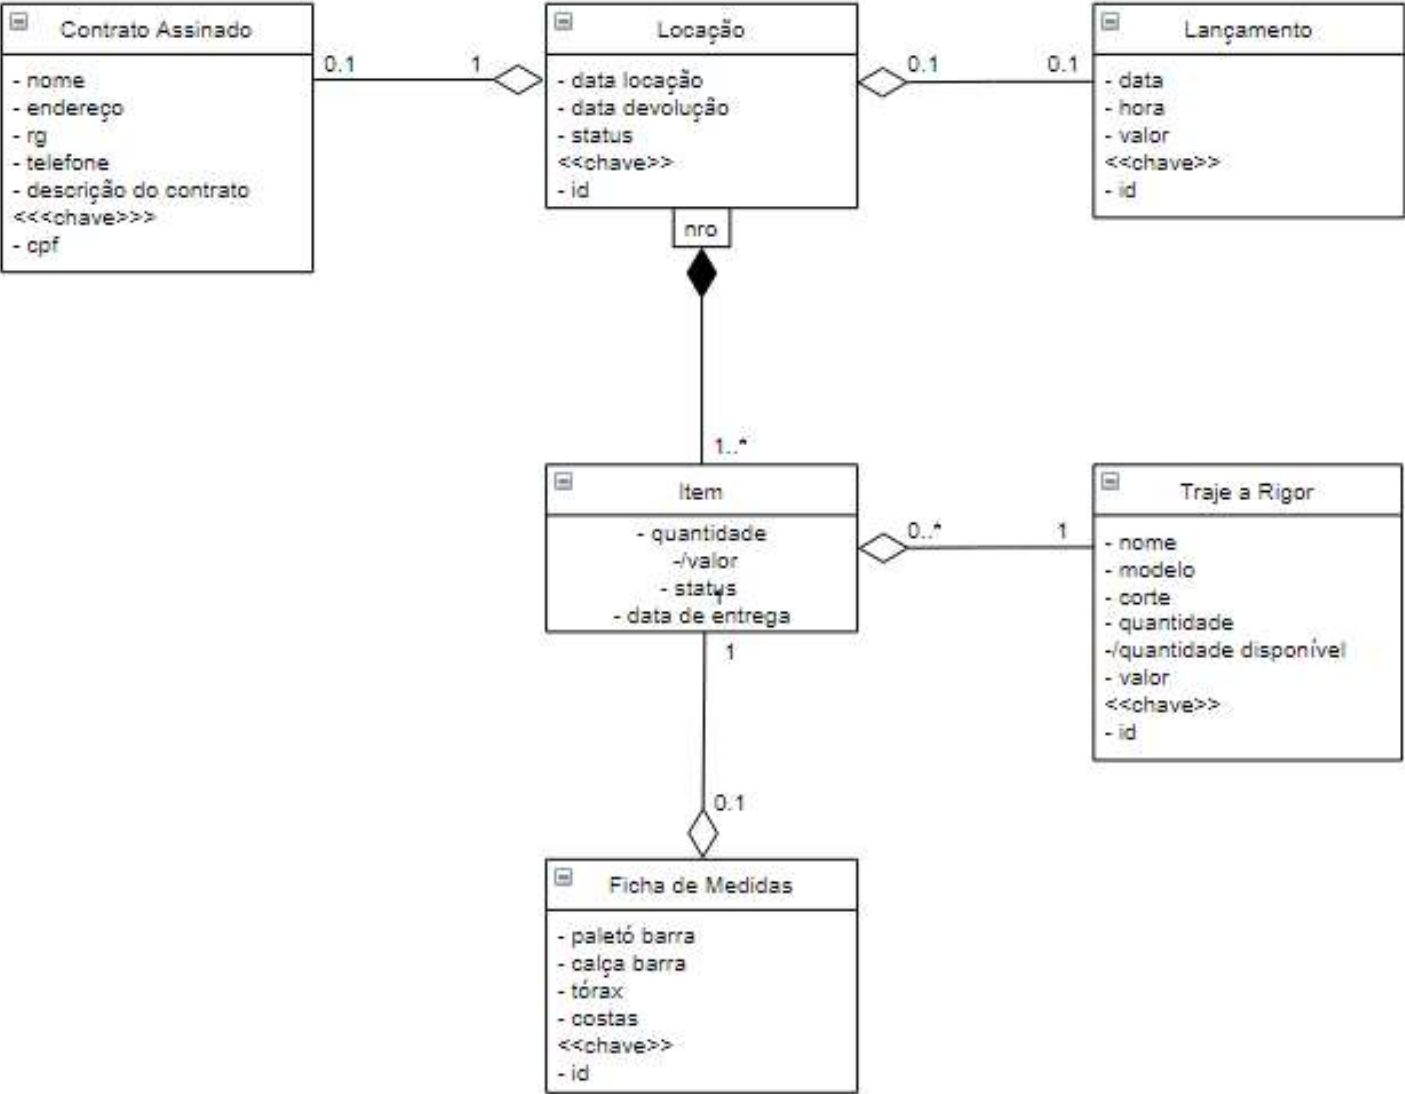 Contrato Assinado
- nome
- endereço
- rg
- telefone
- descrição do contrato
<<<chave>>>
- cpf
0.1
1
Locação
- data locação
- data devolução
- status
<<chave>>
- id
nro
0.1
0.1
Lançamento
- data
- hora
- valor
<<chave>>
- id
1..*
Item
- quantidade
-/valor
- status
1
- data de entrega
0..*
1
Traje a Rigor
- nome
- modelo
- corte
- quantidade
-/quantidade disponível
- valor
<<chave>>
- id
1
0.1
Ficha de Medidas
- paletó barra
- calça barra
- tórax
- costas
<<chave>>
- id